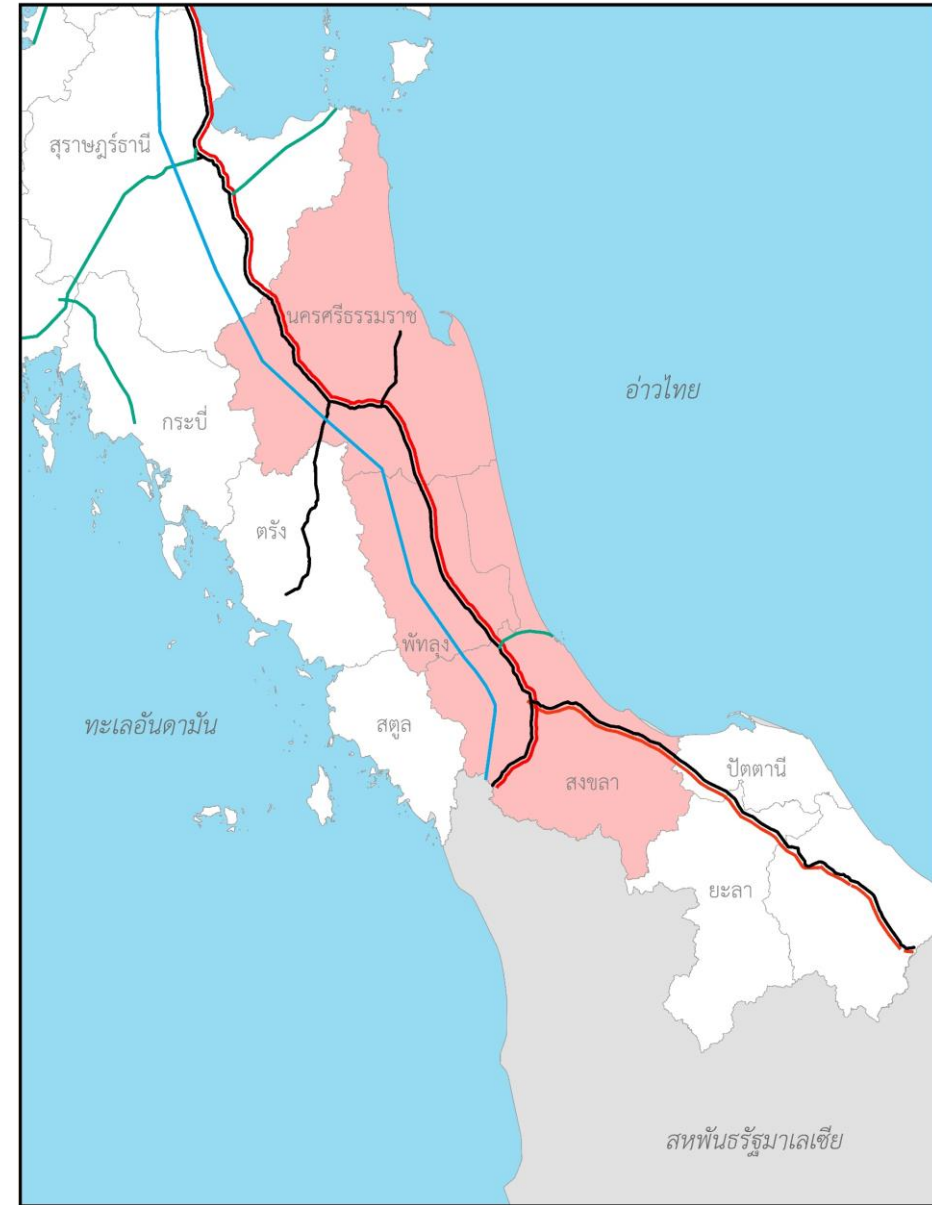 สุราษฎร์ธานี
นครศรีธรรมราช
อ่าวไทย
กระบี่
ตรัง
พัทลุง
สตูล
ทะเลอันดามัน
ปัตตานี
สงขลา
ยะลา
สหพันธรัฐมาเลเซีย